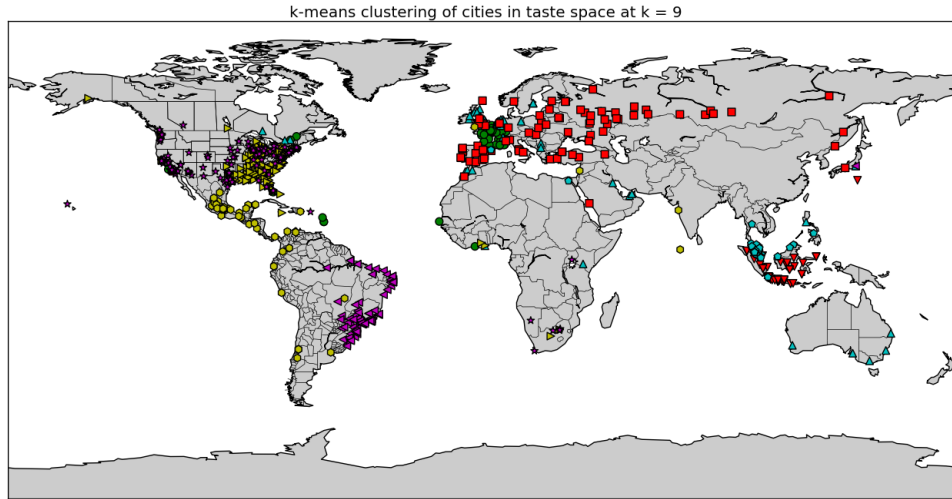 k-means clustering of cities in taste space at k = 9